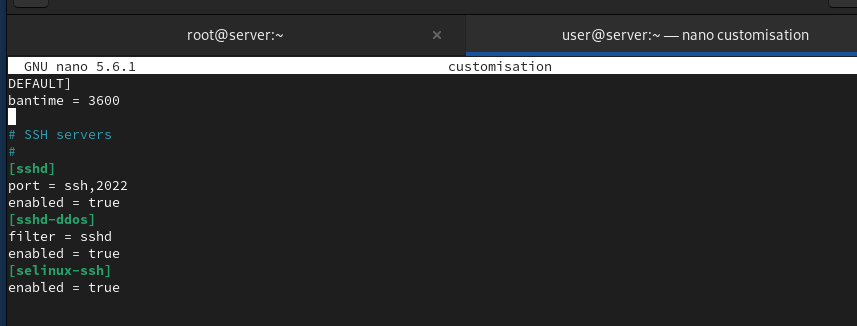 root@server:~ ×
user@server:~ — nano customisation
GNU nano 5.6.1 customisation
DEFAULT]
bantime = 3600
# SSH servers
#
[sshd]
port = ssh,2022
enabled = true
[sshd-ddos]
filter = sshd
enabled = true
[selinux-ssh]
enabled = true